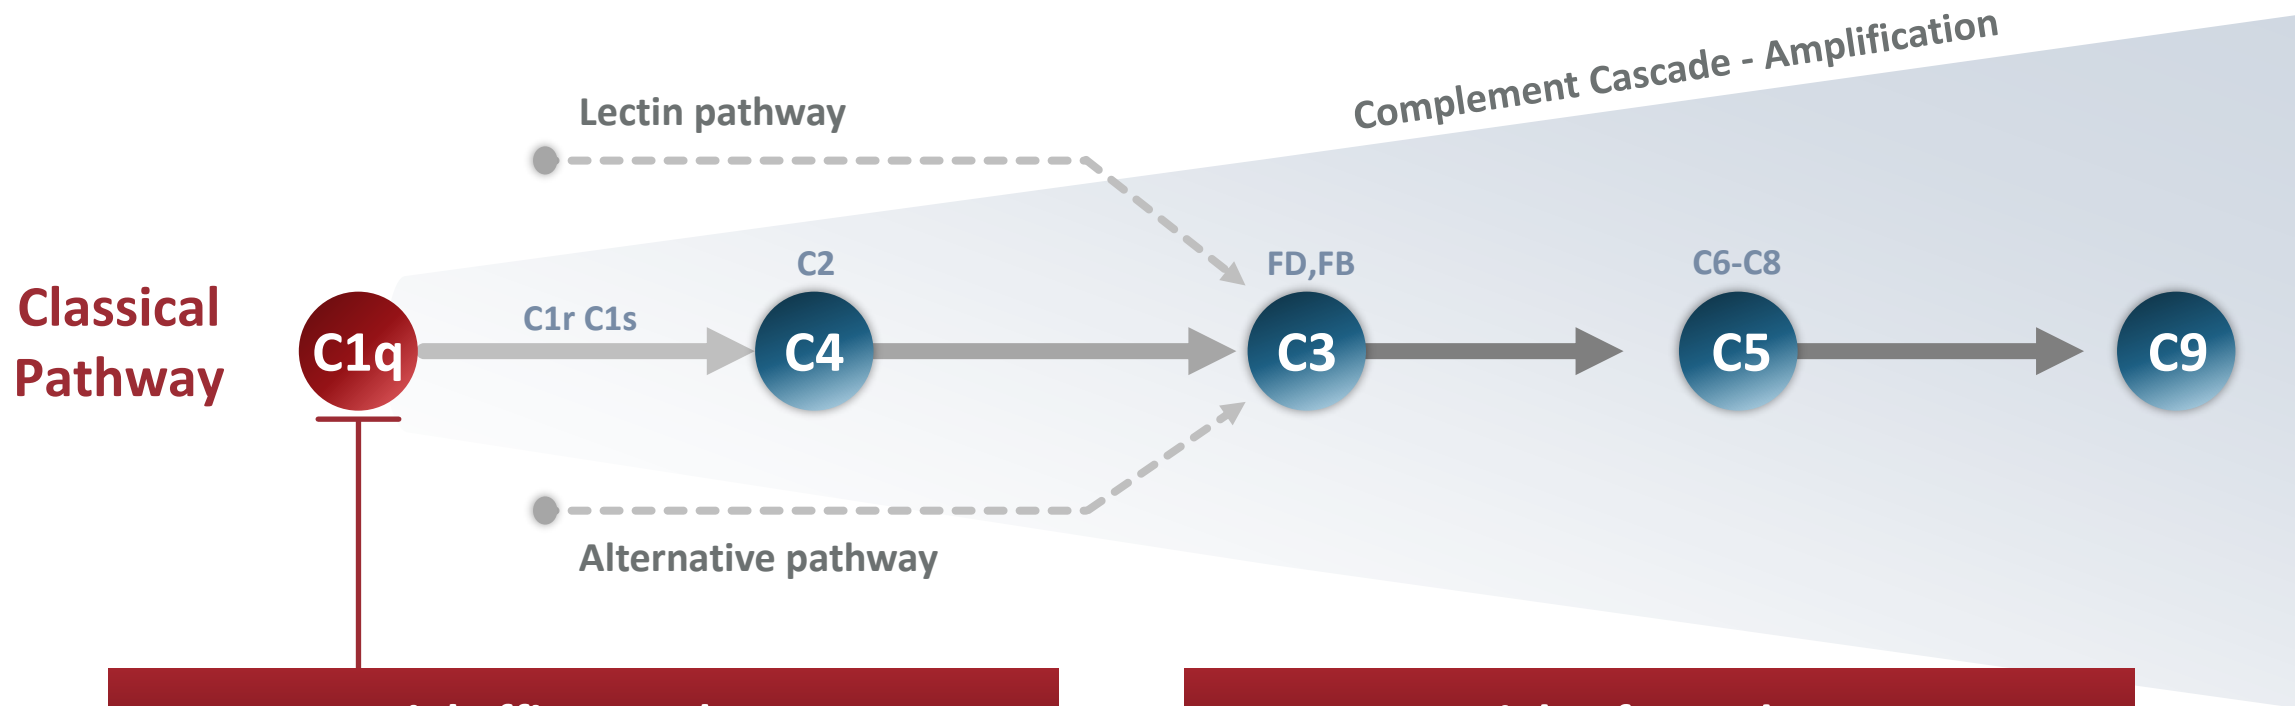 Complement Cascade - Amplification
Lectin pathway
C2
FD,FB
C6-C8
Classical
Pathway
C1q
C1r C1s
C4
C3
C5
C9
Alternative pathway